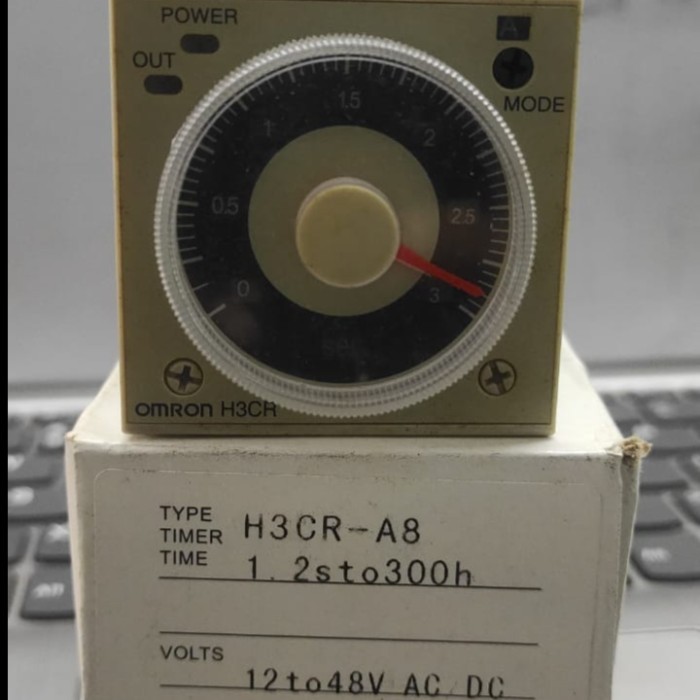 POWER
OUT
A
MODE
0
0.5
1
1.5
2
2.5
3
OMRON H3CR
TYPE H3CR-A8
TIMER
TIME 1.2sto300h
VOLTS 12to48V AC/DC